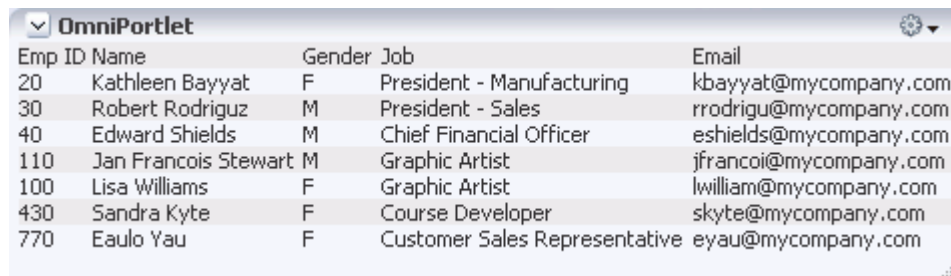 OmniPortlet
Emp ID Name Gender Job Email
20 Kathleen Bayyat F President - Manufacturing kbayyat@mycompany.com
30 Robert Rodriguz M President - Sales rrodrigu@mycompany.com
40 Edward Shields M Chief Financial Officer eshields@mycompany.com
110 Jan Francois Stewart M Graphic Artist jfrancoi@mycompany.com
100 Lisa Williams F Graphic Artist lwilliam@mycompany.com
430 Sandra Kyte F Course Developer skyte@mycompany.com
770 Eaulo Yau F Customer Sales Representative eyau@mycompany.com